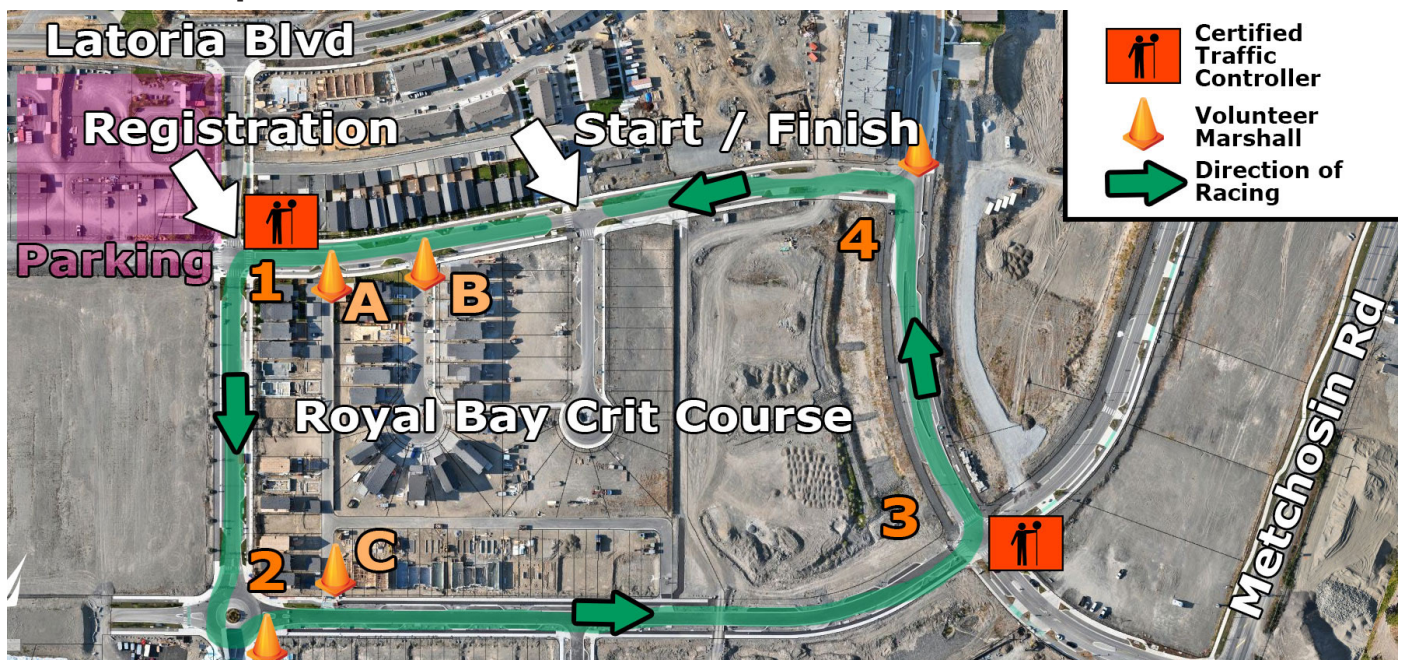 Latoria Blvd
Certified
Traffic
Controller
Volunteer
Marshall
Direction of
Racing
Registration
Start / Finish
Parking
1
A
B
4
Royal Bay Crit Course
Metchosin Rd
3
2
C